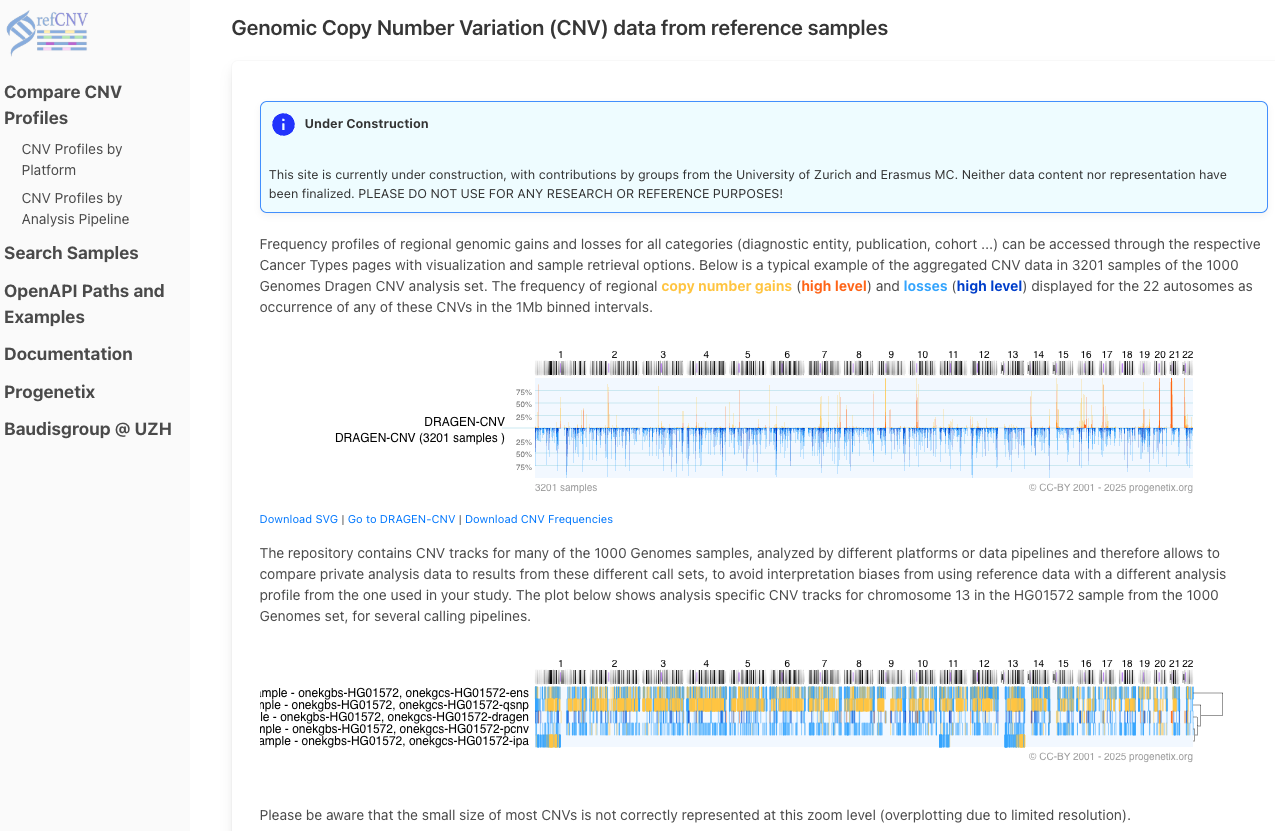 refCNV
Genomic Copy Number Variation (CNV) data from reference samples
Compare CNV
Profiles
CNV Profiles by
Platform
CNV Profiles by
Analysis Pipeline
Search Samples
OpenAPI Paths and
Examples
Documentation
Progenetix
Baudisgroup @ UZH
Under Construction
This site is currently under construction, with contributions by groups from the University of Zurich and Erasmus MC. Neither data content nor representation have
been finalized. PLEASE DO NOT USE FOR ANY RESEARCH OR REFERENCE PURPOSES!
Frequency profiles of regional genomic gains and losses for all categories (diagnostic entity, publication, cohort ...) can be accessed through the respective
Cancer Types pages with visualization and sample retrieval options. Below is a typical example of the aggregated CNV data in 3201 samples of the 1000
Genomes Dragen CNV analysis set. The frequency of regional copy number gains (high level) and losses (high level) displayed for the 22 autosomes as
occurrence of any of these CNVs in the 1Mb binned intervals.
1 2 3 4 5 6 7 8 9 10 11 12 13 14 15 16 17 18 19 20 21 22
75%
50%
25%
DRAGEN-CNV
DRAGEN-CNV (3201 samples )
25%
50%
75%
3201 samples © CC-BY 2001 - 2025 progenetix.org
Download SVG | Go to DRAGEN-CNV | Download CNV Frequencies
The repository contains CNV tracks for many of the 1000 Genomes samples, analyzed by different platforms or data pipelines and therefore allows to
compare private analysis data to results from these different call sets, to avoid interpretation biases from using reference data with a different analysis
profile from the one used in your study. The plot below shows analysis specific CNV tracks for chromosome 13 in the HG01572 sample from the 1000
Genomes set, for several calling pipelines.
1 2 3 4 5 6 7 8 9 10 11 12 13 14 15 16 17 18 19 20 21 22
ample - onekgbs-HG01572, onekgcs-HG01572-ens
mple - onekgbs-HG01572, onekgcs-HG01572-qsnp
le - onekgbs-HG01572, onekgcs-HG01572-dragen
mple - onekgbs-HG01572, onekgcs-HG01572-pcnv
ample - onekgbs-HG01572, onekgcs-HG01572-ipa
© CC-BY 2001 - 2025 progenetix.org
Please be aware that the small size of most CNVs is not correctly represented at this zoom level (overplotting due to limited resolution).